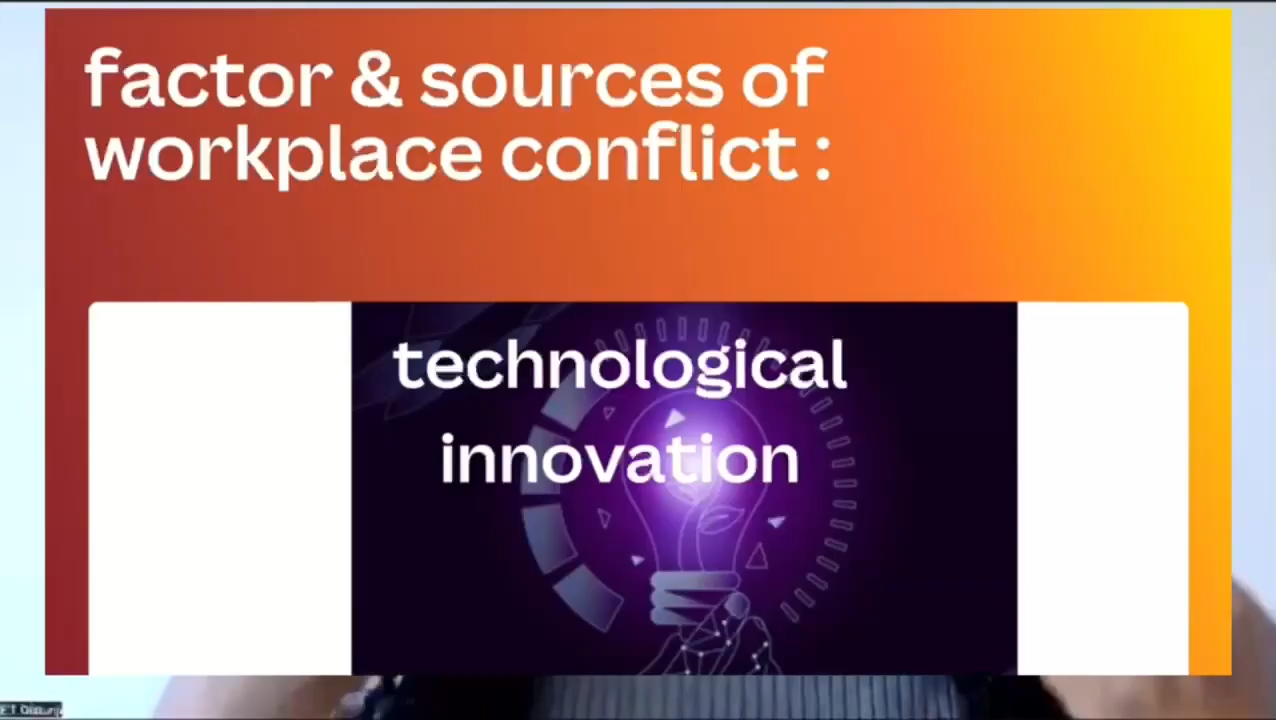 factor & sources of
workplace conflict :
technological
innovation